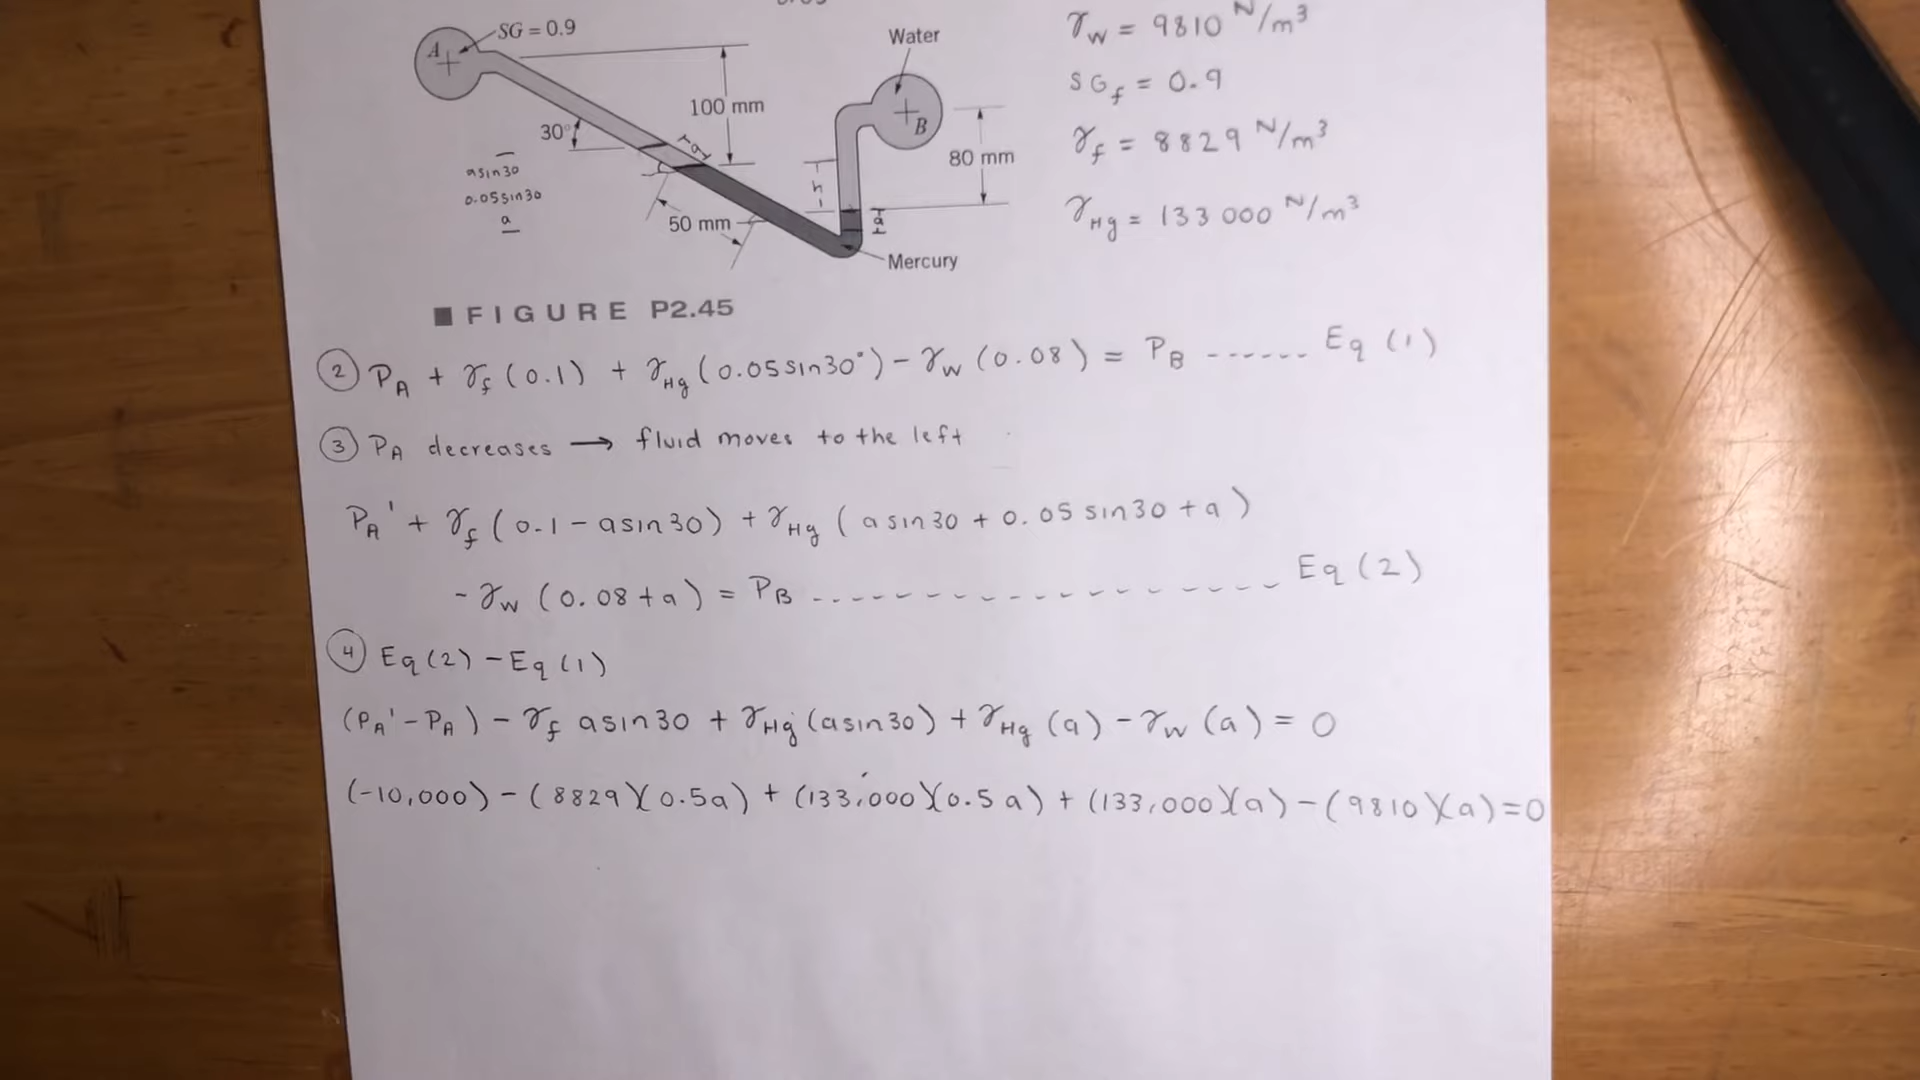 SG = 0.9
A
Water
B
100 mm
30°
a
80 mm
h
50 mm
a
Mercury
asin30
0.05sin30
a
γw = 9810 N/m³
SGf = 0.9
γf = 8829 N/m³
γHg = 133 000 N/m³
■ FIGURE P2.45
② PA + γf (0.1) + γHg (0.05sin30°) - γw (0.08) = PB ------ Eq (1)
③ PA decreases → fluid moves to the left
PA' + γf (0.1 - asin30) + γHg ( asin30 + 0.05 sin30 + a )
- γw (0.08 + a) = PB ----------------- Eq (2)
④ Eq (2) - Eq (1)
(PA' - PA) - γf asin30 + γHg (asin30) + γHg (a) - γw (a) = 0
(-10,000) - (8829)(0.5a) + (133,000)(0.5 a) + (133,000)(a) - (9810)(a) = 0